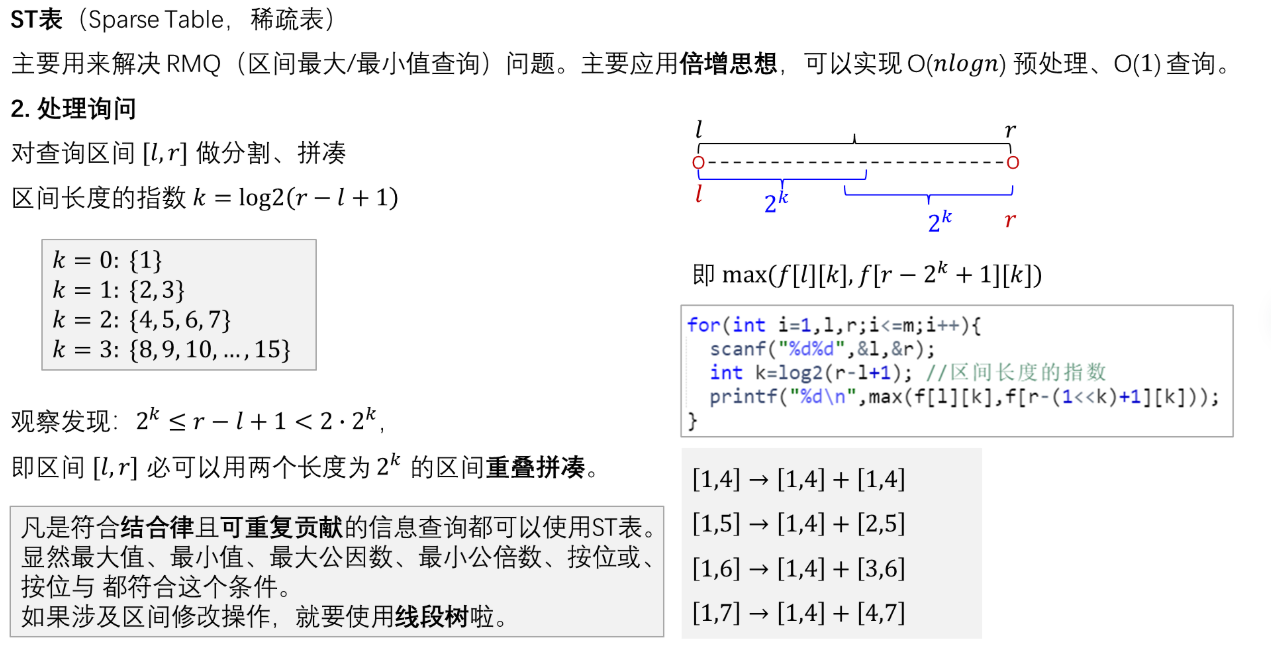 ST表（Sparse Table，稀疏表）
主要用来解决 RMQ（区间最大/最小值查询）问题。主要应用倍增思想，可以实现 O(nlogn) 预处理、O(1) 查询。
2. 处理询问
对查询区间 [l, r] 做分割、拼凑
区间长度的指数 k = log2(r − l + 1)
k = 0: {1}
k = 1: {2, 3}
k = 2: {4, 5, 6, 7}
k = 3: {8, 9, 10, …, 15}
观察发现：2^k ≤ r − l + 1 < 2 · 2^k，
即区间 [l, r] 必可以用两个长度为 2^k 的区间重叠拼凑。
凡是符合结合律且可重复贡献的信息查询都可以使用ST表。
显然最大值、最小值、最大公因数、最小公倍数、按位或、
按位与 都符合这个条件。
如果涉及区间修改操作，就要使用线段树啦。
l r
l 2^k 2^k r
即 max(f[l][k], f[r − 2^k + 1][k])
for(int i=1,l,r;i<=m;i++){
  scanf("%d%d",&l,&r);
  int k=log2(r-l+1); //区间长度的指数
  printf("%d\n",max(f[l][k],f[r-(1<<k)+1][k]));
}
[1,4] → [1,4] + [1,4]
[1,5] → [1,4] + [2,5]
[1,6] → [1,4] + [3,6]
[1,7] → [1,4] + [4,7]